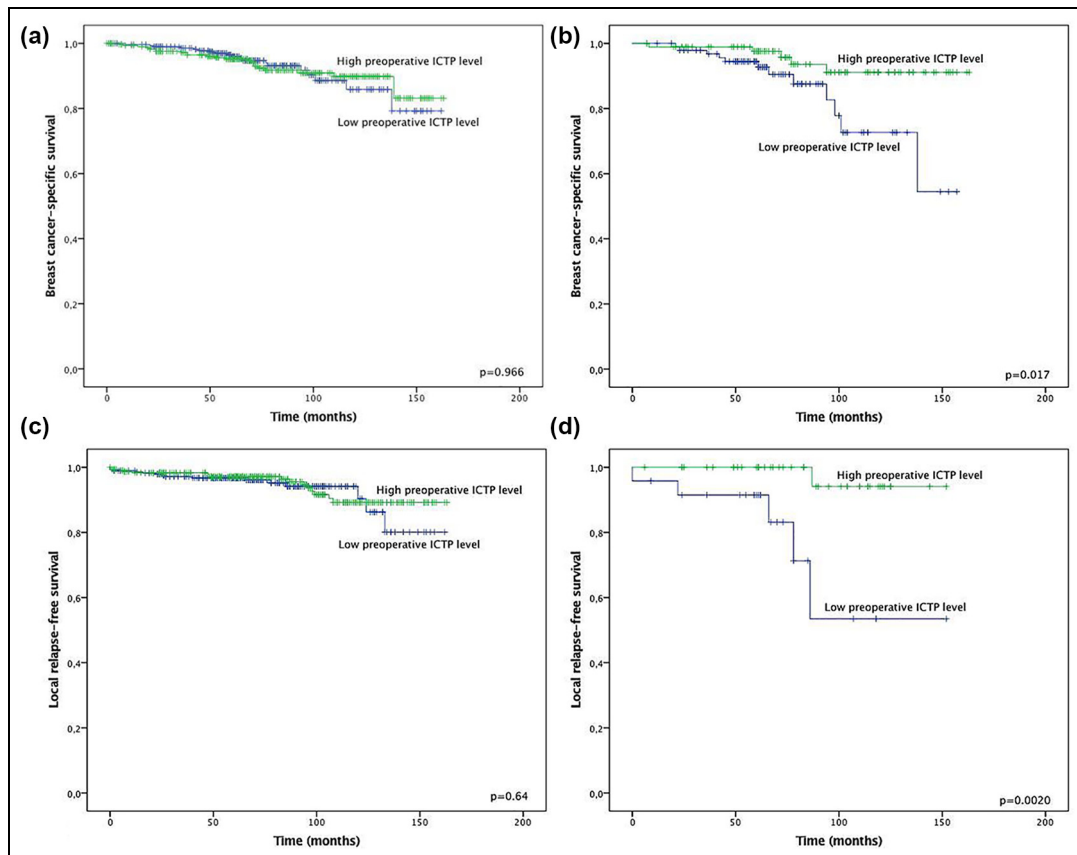 (a)
Breast cancer-specific survival
1,0
0,8
0,6
0,4
0,2
0,0
High preoperative ICTP level
Low preoperative ICTP level
p=0.966
0 50 100 150 200
Time (months)
(b)
Breast cancer-specific survival
1,0
0,8
0,6
0,4
0,2
0,0
High preoperative ICTP level
Low preoperative ICTP level
p=0.017
0 50 100 150 200
Time (months)
(c)
Local relapse-free survival
1,0
0,8
0,6
0,4
0,2
0,0
High preoperative ICTP level
Low preoperative ICTP level
p=0.64
0 50 100 150 200
Time (months)
(d)
Local relapse-free survival
1,0
0,8
0,6
0,4
0,2
0,0
High preoperative ICTP level
Low preoperative ICTP level
p=0.0020
0 50 100 150 200
Time (months)